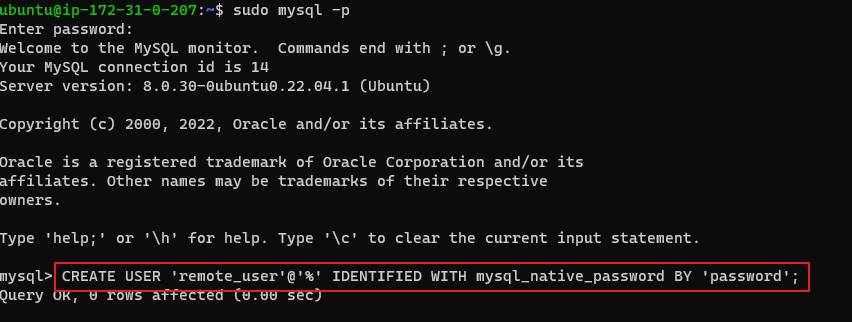 ubuntu@ip-172-31-0-207:~$ sudo mysql -p
Enter password:
Welcome to the MySQL monitor.  Commands end with ; or \g.
Your MySQL connection id is 14
Server version: 8.0.30-0ubuntu0.22.04.1 (Ubuntu)

Copyright (c) 2000, 2022, Oracle and/or its affiliates.

Oracle is a registered trademark of Oracle Corporation and/or its
affiliates. Other names may be trademarks of their respective
owners.

Type 'help;' or '\h' for help. Type '\c' to clear the current input statement.

mysql> CREATE USER 'remote_user'@'%' IDENTIFIED WITH mysql_native_password BY 'password';
Query OK, 0 rows affected (0.00 sec)